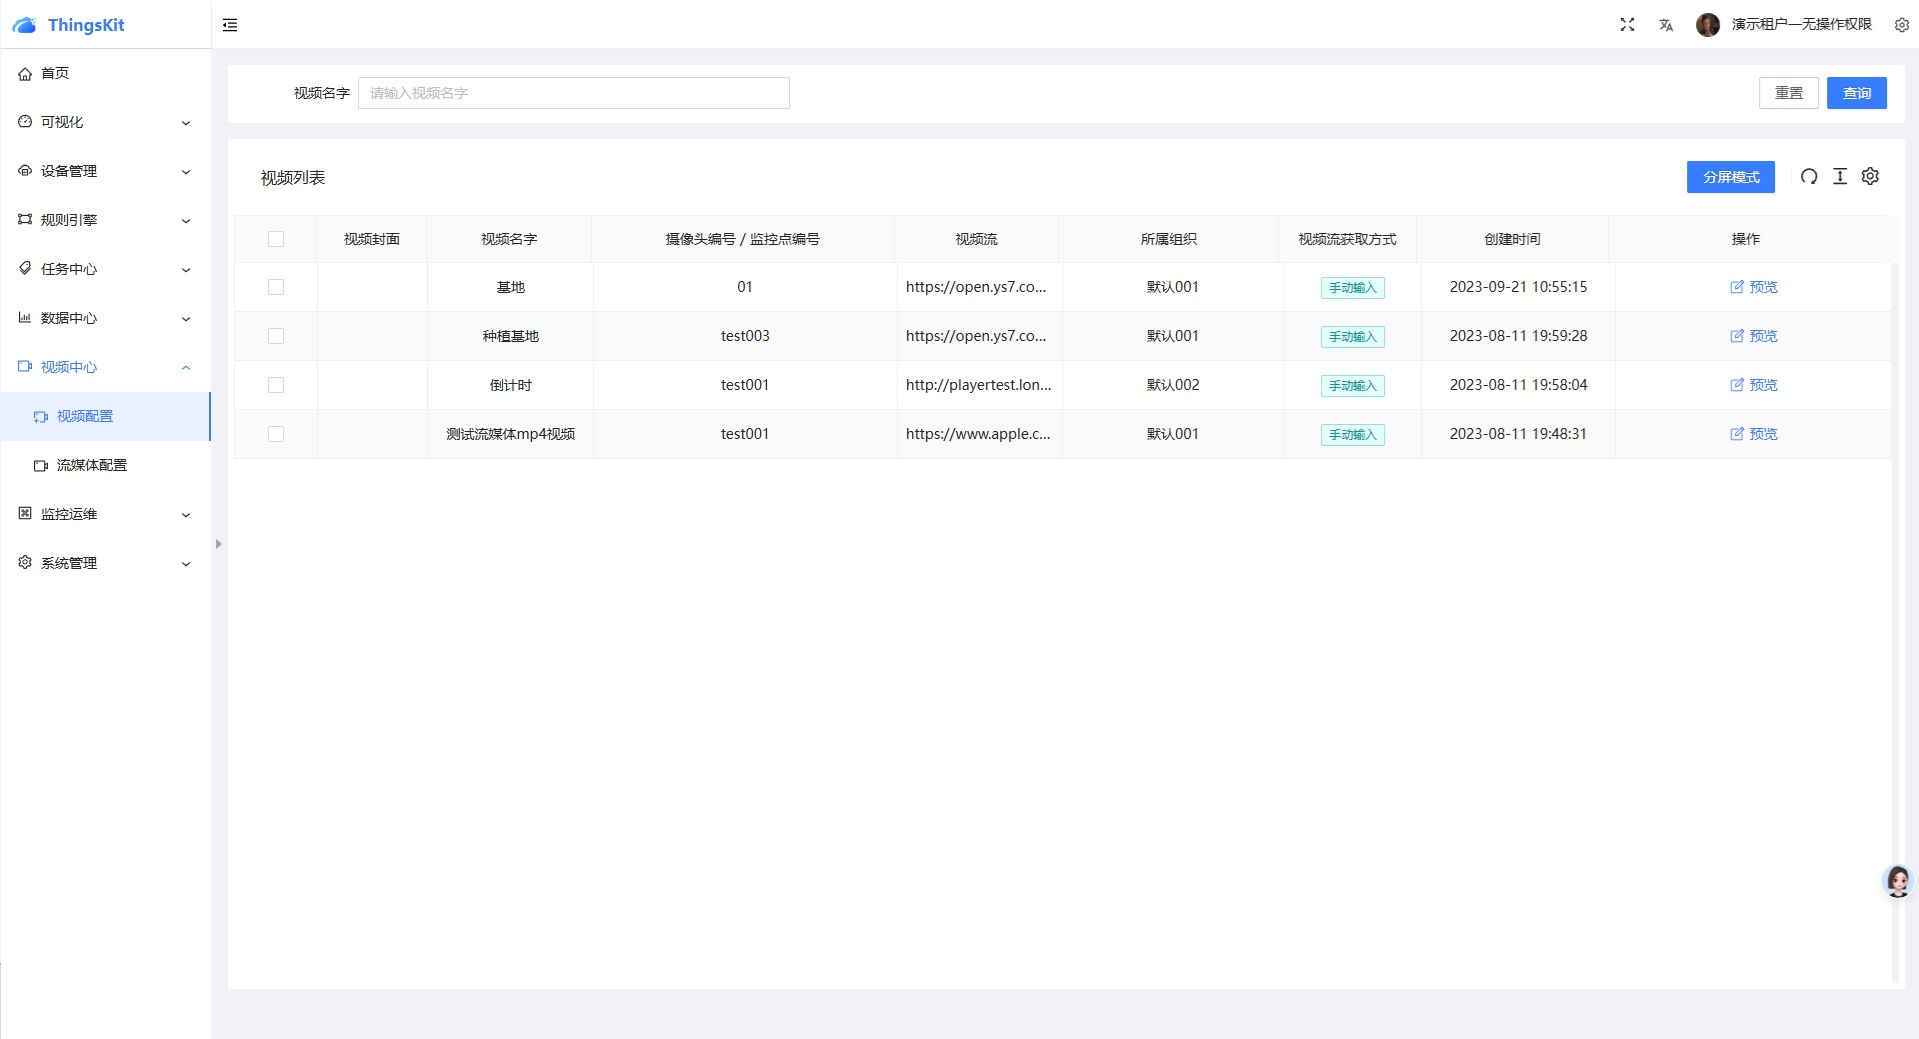 ThingsKit
演示租户—无操作权限
首页
可视化
设备管理
规则引擎
任务中心
数据中心
视频中心
视频配置
流媒体配置
监控运维
系统管理
视频名字 请输入视频名字 重置 查询
视频列表 分屏模式
视频封面 视频名字 摄像头编号 / 监控点编号 视频流 所属组织 视频流获取方式 创建时间 操作
基地 01 https://open.ys7.co... 默认001 手动输入 2023-09-21 10:55:15 预览
种植基地 test003 https://open.ys7.co... 默认001 手动输入 2023-08-11 19:59:28 预览
倒计时 test001 http://playertest.lon... 默认002 手动输入 2023-08-11 19:58:04 预览
测试流媒体mp4视频 test001 https://www.apple.c... 默认001 手动输入 2023-08-11 19:48:31 预览